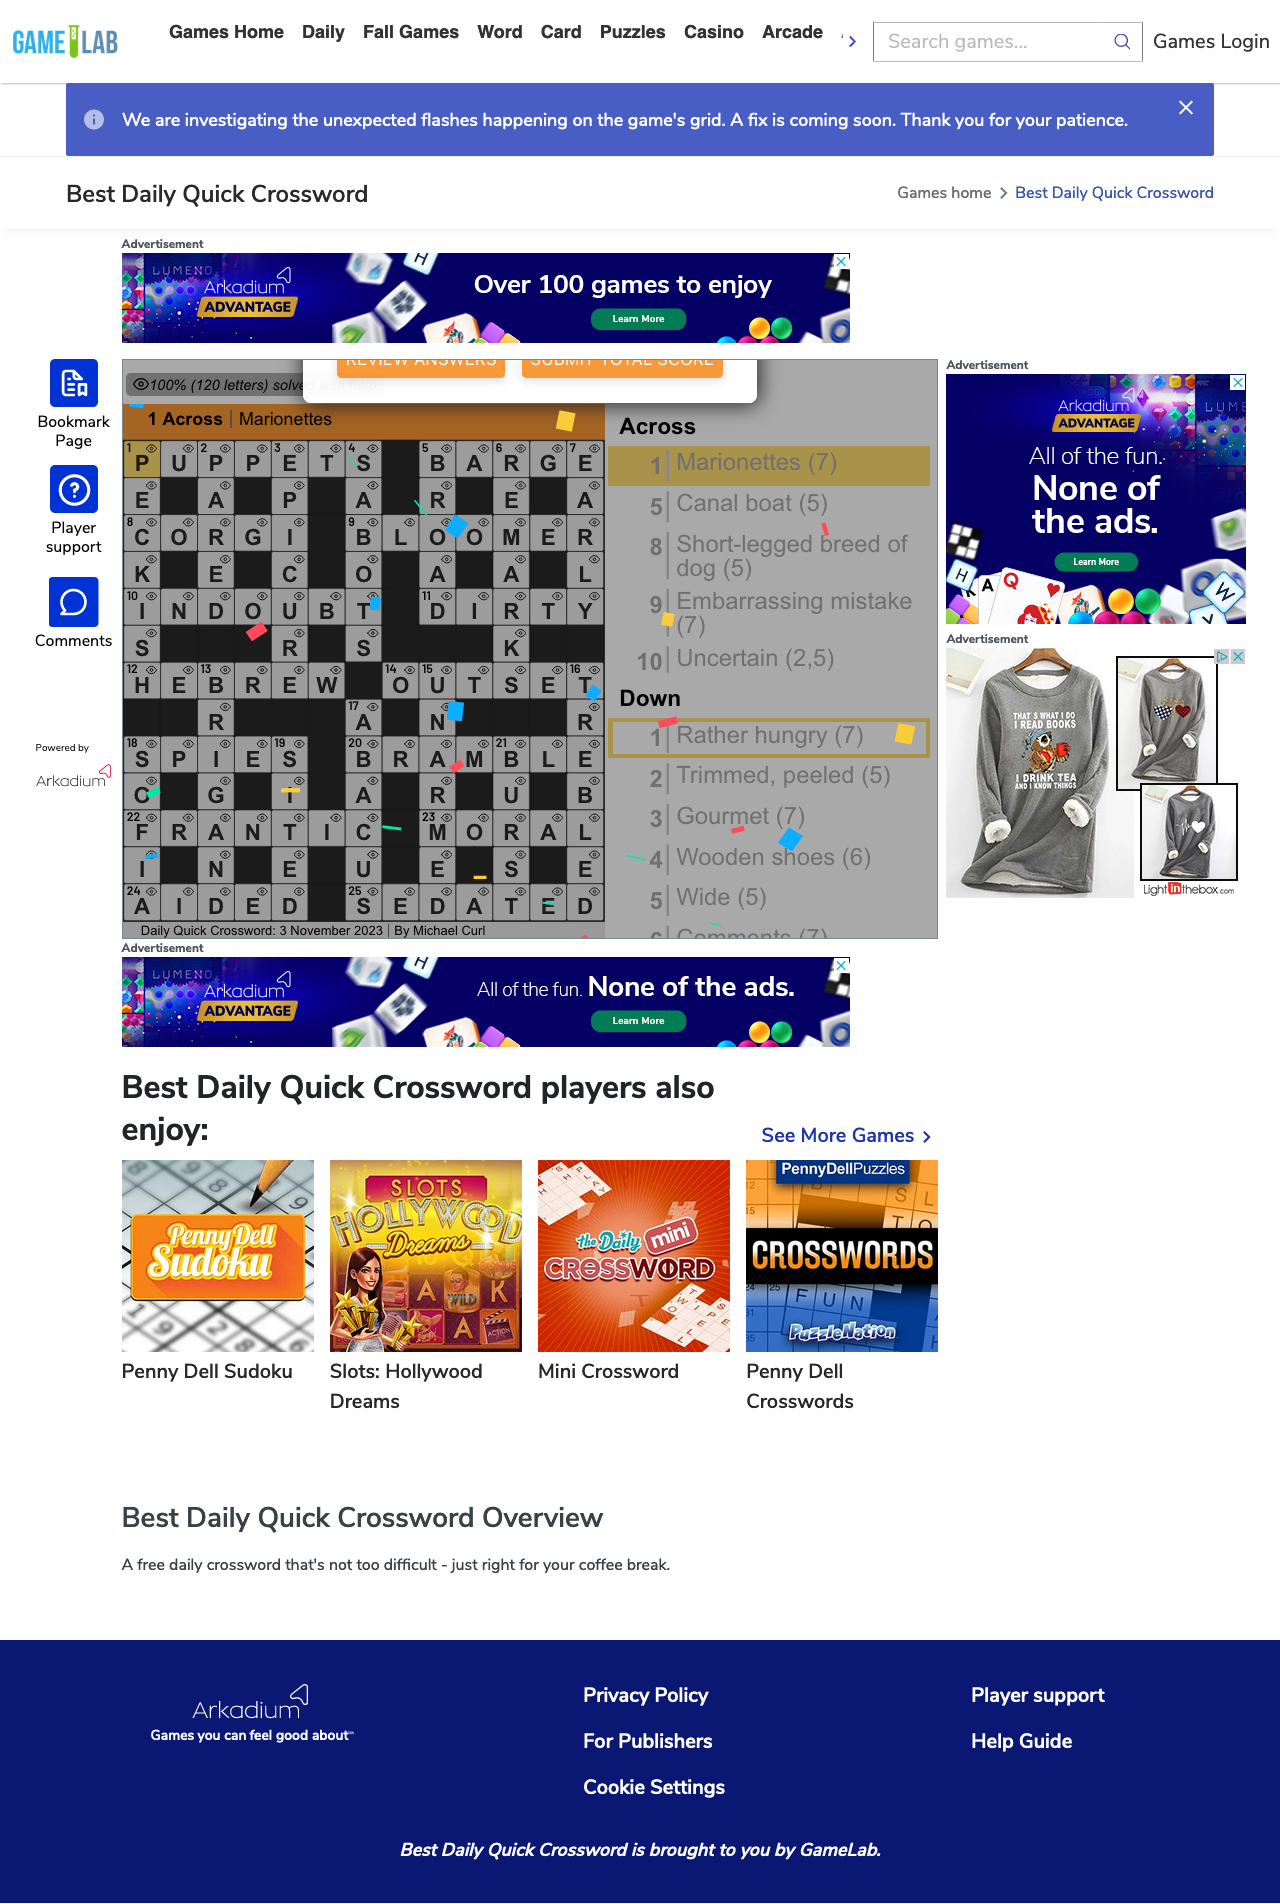 GAME LAB
Games Home Daily Fall Games Word Card Puzzles Casino Arcade
Search games...
Games Login
We are investigating the unexpected flashes happening on the game's grid. A fix is coming soon. Thank you for your patience.
Best Daily Quick Crossword
Games home > Best Daily Quick Crossword
Advertisement
LUMENO
Arkadium
ADVANTAGE
Over 100 games to enjoy
Learn More
Bookmark
Page
Player
support
Comments
Powered by
Arkadium
REVIEW ANSWERS SUBMIT TOTAL SCORE
100% (120 letters) solved
1 Across | Marionettes
1 P U 2 P P 3 E T 4 S 5 B A 6 R G 7 E
E A P A R E A
8 C O R G I 9 B L O O M E R
K E C O A A L
10 I N D O U B T 11 D I R T Y
S R S K
12 H E 13 B R E W 14 O 15 U T S E 16 T
R 17 A N R
18 S P I E 19 S 20 B R A M 21 B L E
C G T A R U B
22 F R A N T I C 23 M O R A L
I N E U E S E
24 A I D E D 25 S E D A T E D
Daily Quick Crossword: 3 November 2023 | By Michael Curl
Across
1 Marionettes (7)
5 Canal boat (5)
8 Short-legged breed of
dog (5)
9 Embarrassing mistake
(7)
10 Uncertain (2,5)
Down
1 Rather hungry (7)
2 Trimmed, peeled (5)
3 Gourmet (7)
4 Wooden shoes (6)
5 Wide (5)
6 Comments (7)
Advertisement
Arkadium
ADVANTAGE
All of the fun.
None of
the ads.
Learn More
Advertisement
THAT'S WHAT I DO
I READ BOOKS
I DRINK TEA
AND I KNOW THINGS
Light in the box.com
Advertisement
LUMENO
Arkadium
ADVANTAGE
All of the fun. None of the ads.
Learn More
Best Daily Quick Crossword players also
enjoy:
See More Games >
Penny Dell
Sudoku
SLOTS
HOLLYWOOD
Dreams
BONUS
WILD
ACTION
the Daily mini
CROSSWORD
PennyDellPuzzles
CROSSWORDS
FUN
PuzzleNation
Penny Dell Sudoku
Slots: Hollywood
Dreams
Mini Crossword
Penny Dell
Crosswords
Best Daily Quick Crossword Overview
A free daily crossword that's not too difficult - just right for your coffee break.
Arkadium
Games you can feel good about
Privacy Policy
For Publishers
Cookie Settings
Player support
Help Guide
Best Daily Quick Crossword is brought to you by GameLab.